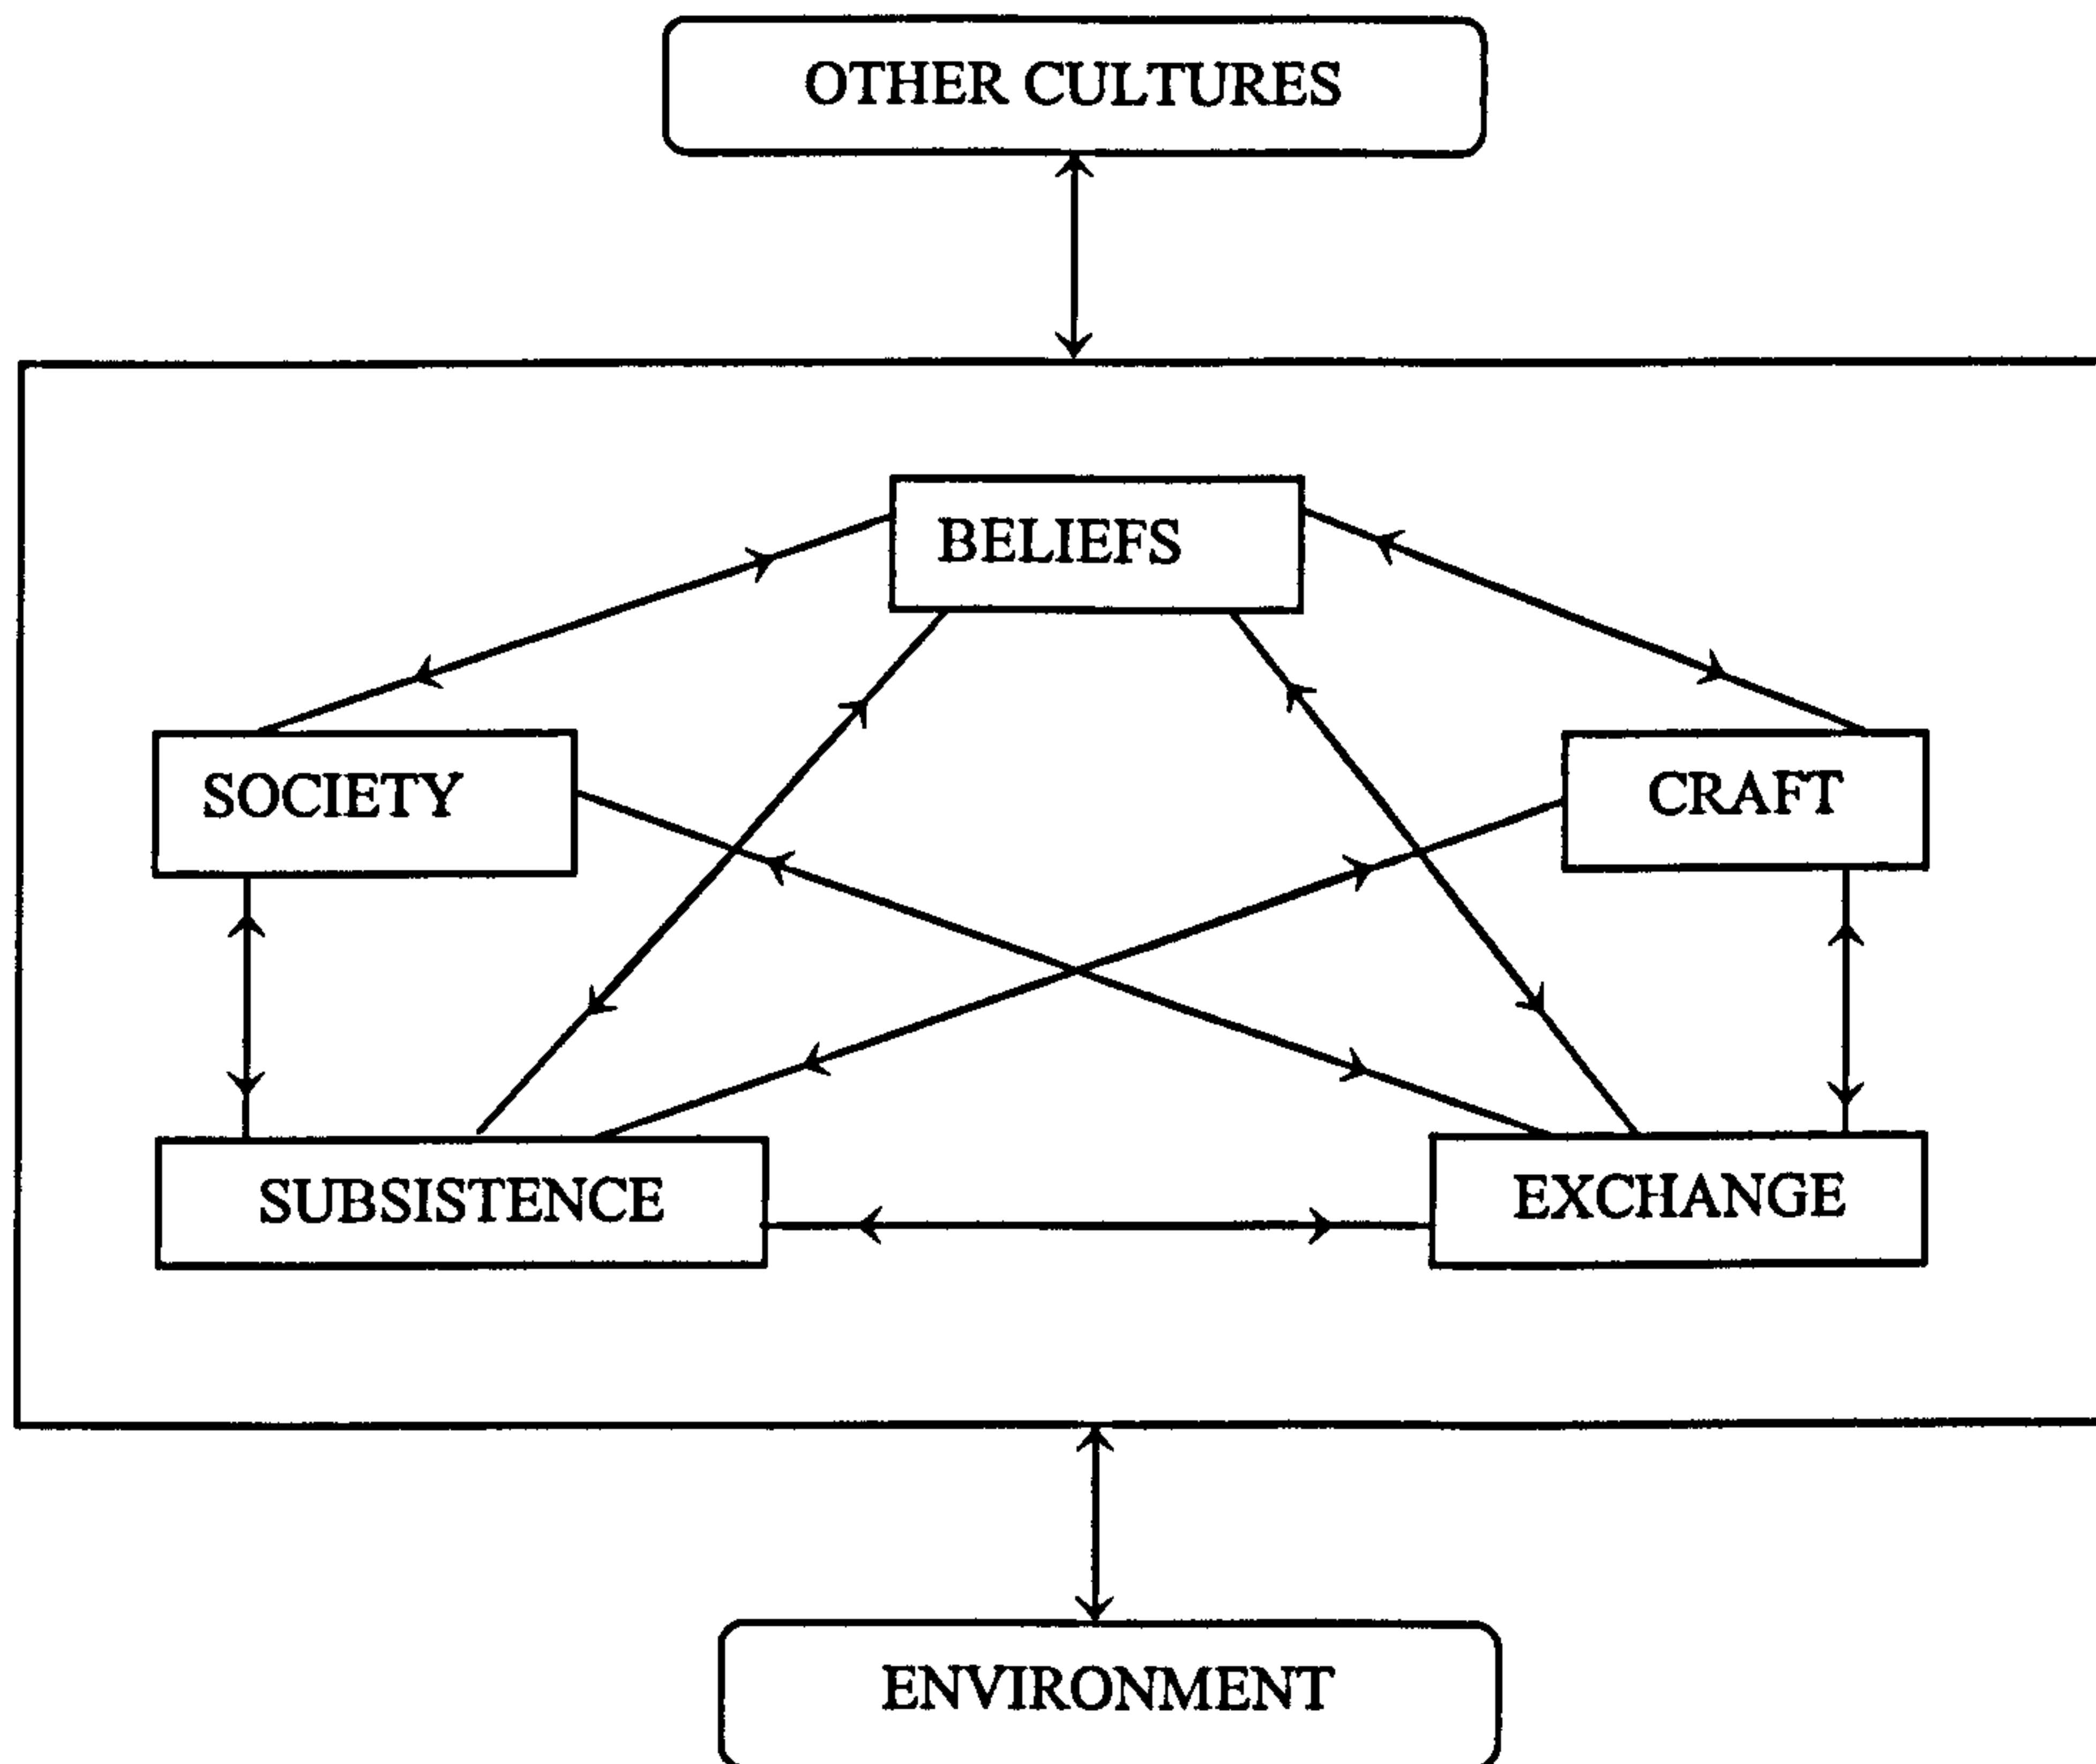 OTHER CULTURES
BELIEFS
SOCIETY
CRAFT
SUBSISTENCE
EXCHANGE
ENVIRONMENT